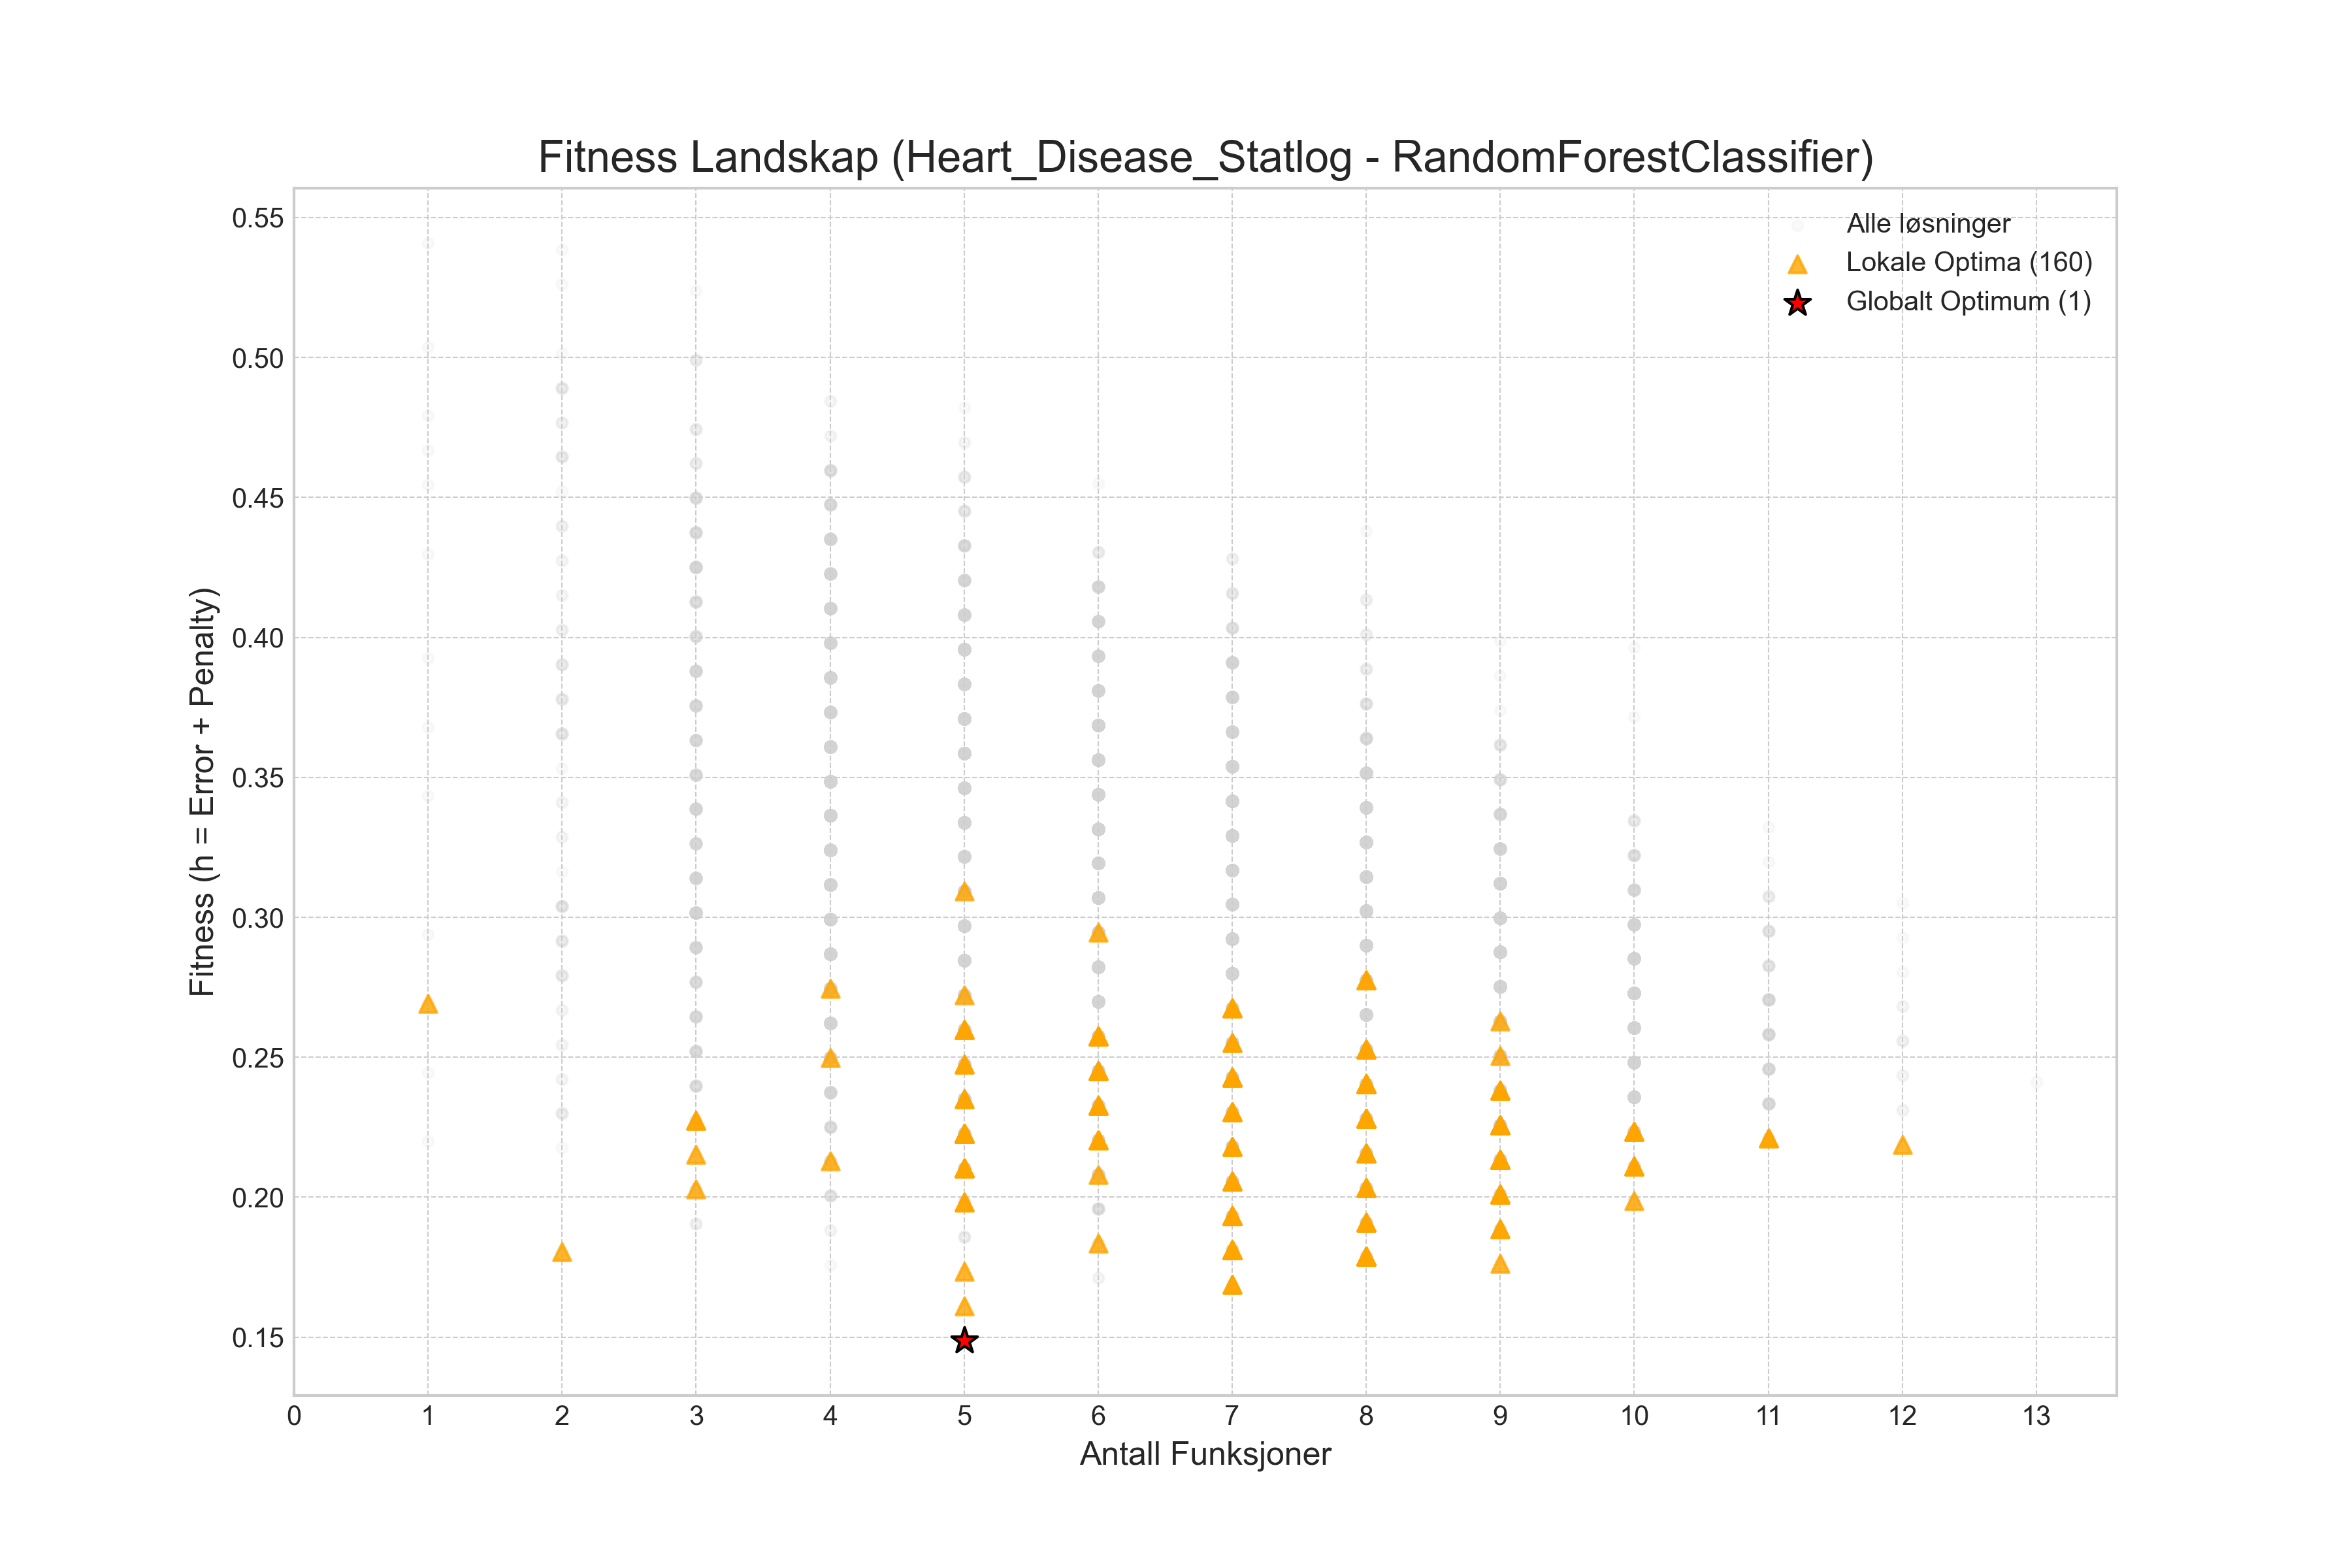 Fitness Landskap (Heart_Disease_Statlog - RandomForestClassifier)
Fitness (h = Error + Penalty)
0.55
0.50
0.45
0.40
0.35
0.30
0.25
0.20
0.15
Alle løsninger
Lokale Optima (160)
Globalt Optimum (1)
0 1 2 3 4 5 6 7 8 9 10 11 12 13
Antall Funksjoner